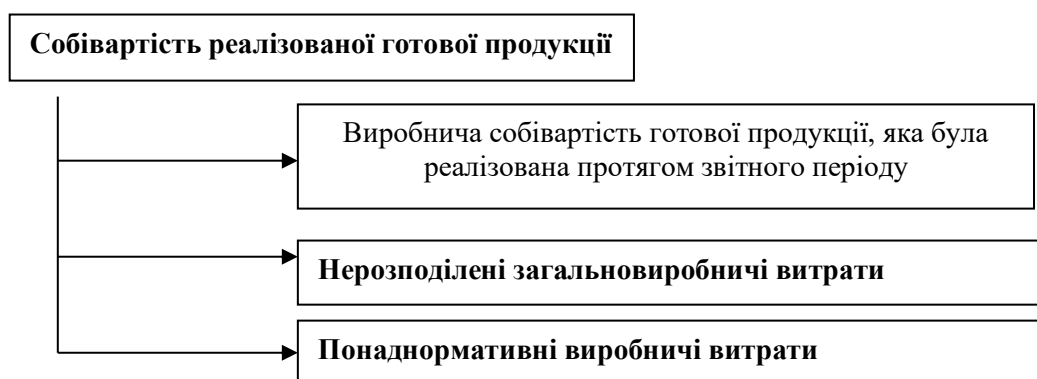 Собівартість реалізованої готової продукції
Виробнича собівартість готової продукції, яка була
реалізована протягом звітного періоду
Нерозподілені загальновиробничі витрати
Понаднормативні виробничі витрати